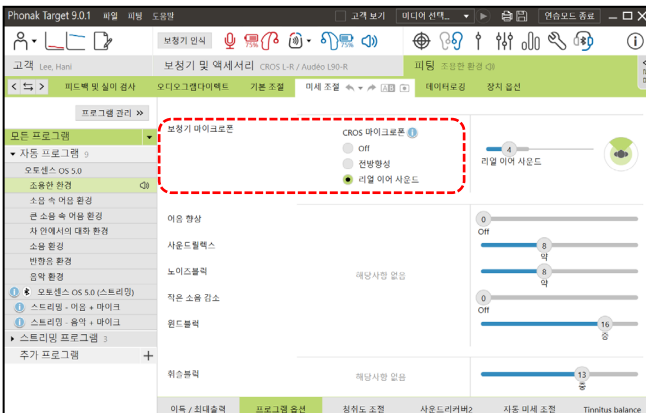 Phonak Target 9.0.1 파일 피팅 도움말 고객 보기 미디어 선택... 연습모드 종료
보청기 인식 75% 75%
고객 Lee, Hani 보청기 및 액세서리 CROS L-R / Audéo L90-R 피팅 조용한 환경
피드백 및 실이 검사 오디오그램다이렉트 기본 조절 미세 조절 데이터로깅 장치 옵션
프로그램 관리
모든 프로그램
자동 프로그램 9
오토센스 OS 5.0
조용한 환경
소음 속 어음 환경
큰 소음 속 어음 환경
차 안에서의 대화 환경
소음 환경
반향음 환경
음악 환경
오토센스 OS 5.0 (스트리밍)
스트리밍 - 어음 + 마이크
스트리밍 - 음악 + 마이크
스트리밍 프로그램 3
추가 프로그램
보청기 마이크로폰
CROS 마이크로폰
Off
전방향성
리얼 이어 사운드
4
리얼 이어 사운드
어음 향상
0
Off
사운드릴렉스
8
약
노이즈블럭
해당사항 없음
8
약
작은 소음 감소
0
Off
윈드블럭
16
중
휘슬블럭
해당사항 없음
13
중
이득 / 최대출력 프로그램 옵션 청취도 조절 사운드리커버2 자동 미세 조절 Tinnitus balance